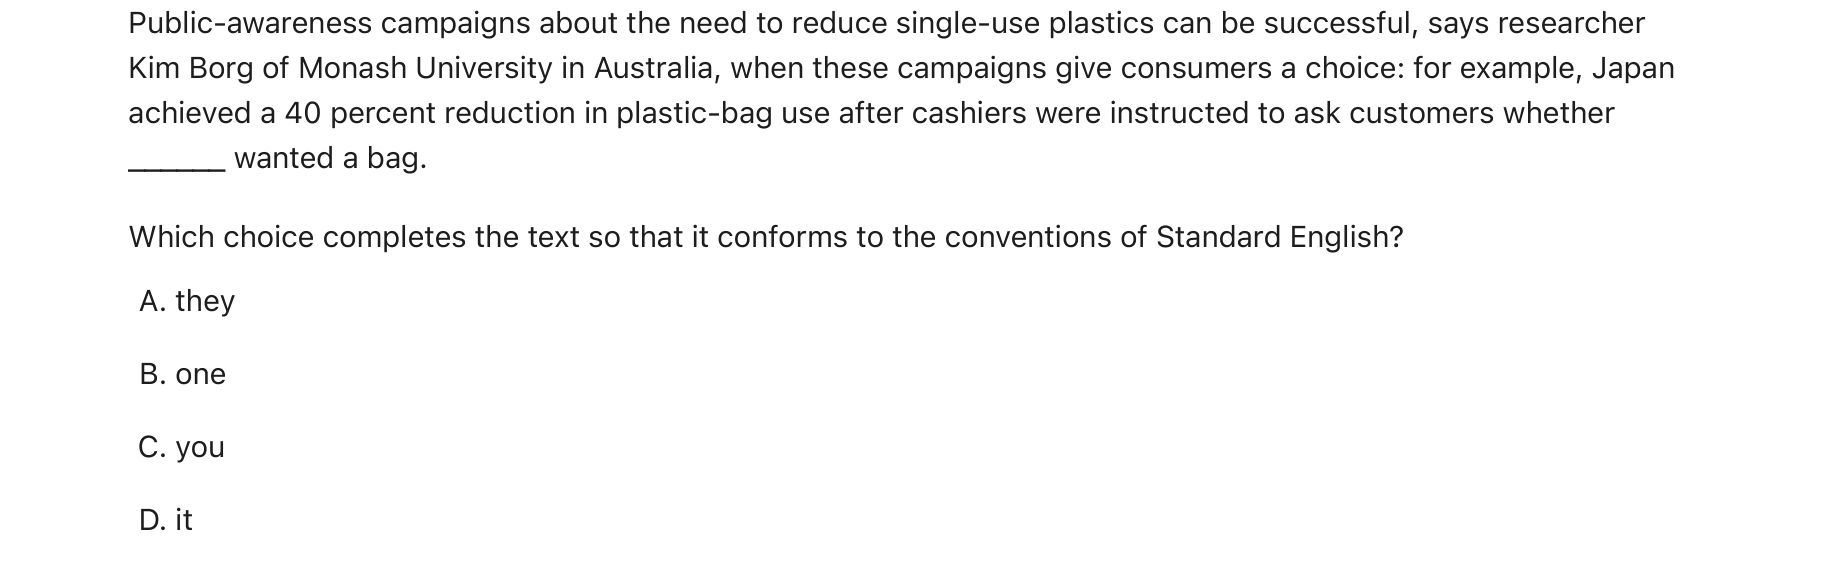 Public-awareness campaigns about the need to reduce single-use plastics can be successful, says researcher
Kim Borg of Monash University in Australia, when these campaigns give consumers a choice: for example, Japan
achieved a 40 percent reduction in plastic-bag use after cashiers were instructed to ask customers whether
______ wanted a bag.
Which choice completes the text so that it conforms to the conventions of Standard English?
A. they
B. one
C. you
D. it